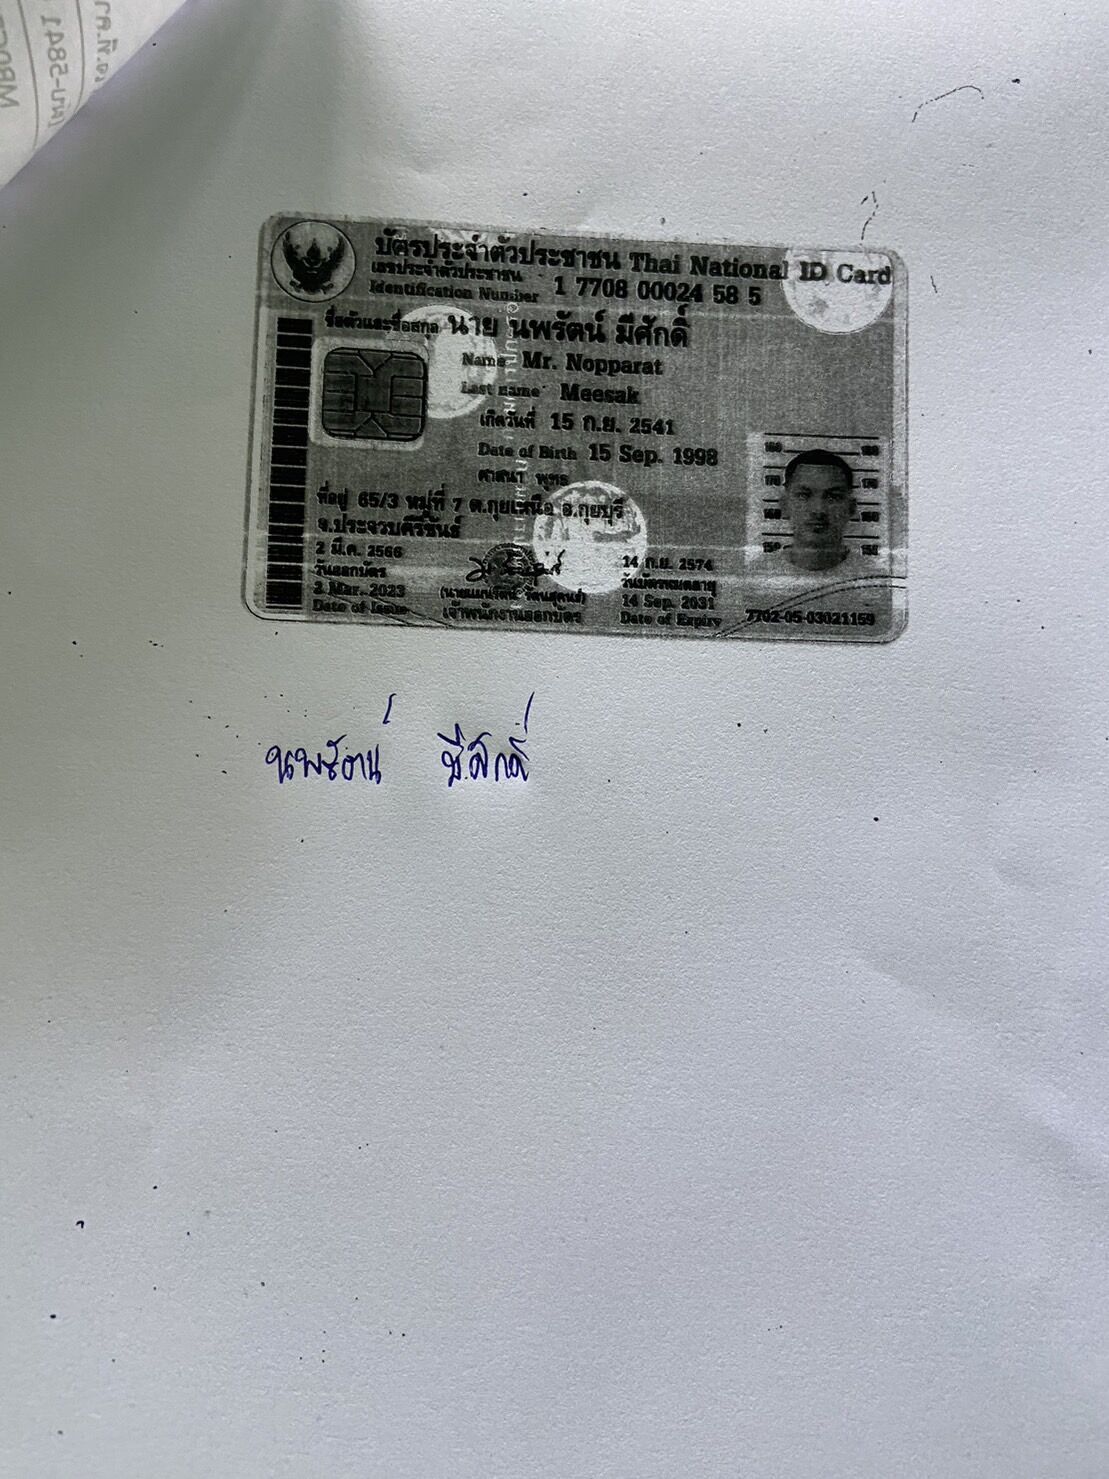 บัตรประจำตัวประชาชน Thai National ID Card
เลขประจำตัวประชาชน
Identification Number 1 7708 00024 58 5
ชื่อตัวและชื่อสกุล นาย นพรัตน์ มีศักดิ์
Name Mr. Nopparat
Last name Meesak
เกิดวันที่ 15 ก.ย. 2541
Date of Birth 15 Sep. 1998
ศาสนา พุทธ
ที่อยู่ 65/3 หมู่ที่ 7 ต.กุยเหนือ อ.กุยบุรี
จ.ประจวบคีรีขันธ์
2 มี.ค. 2566
วันออกบัตร
2 Mar. 2023
Date of Issue
เจ้าพนักงานออกบัตร
14 ก.ย. 2574
วันบัตรหมดอายุ
14 Sep. 2031
Date of Expiry
7702-05-03021159
นพรัตน์ มีศักดิ์